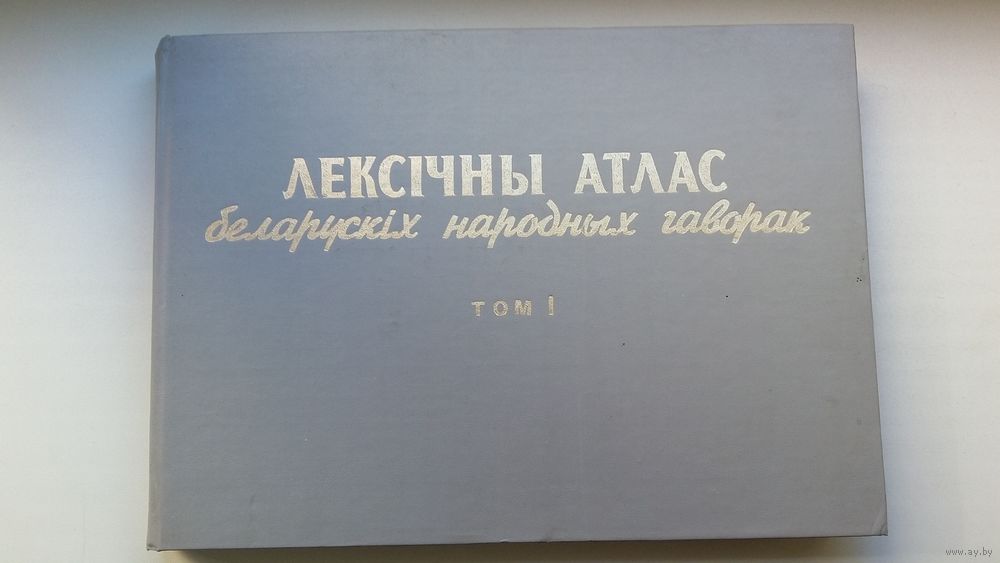 ЛЕКСІЧНЫ АТЛАС
беларускіх народных гаворак
ТОМ I
www.ay.by